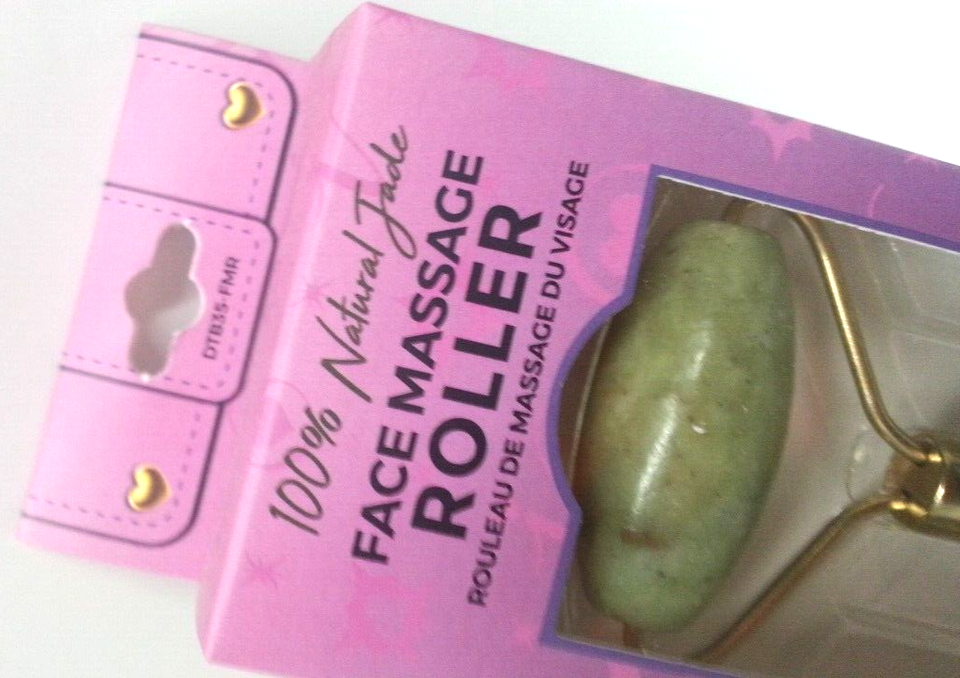 DTB35-FMR
100% Natural Jade
FACE MASSAGE
ROLLER
ROULEAU DE MASSAGE DU VISAGE